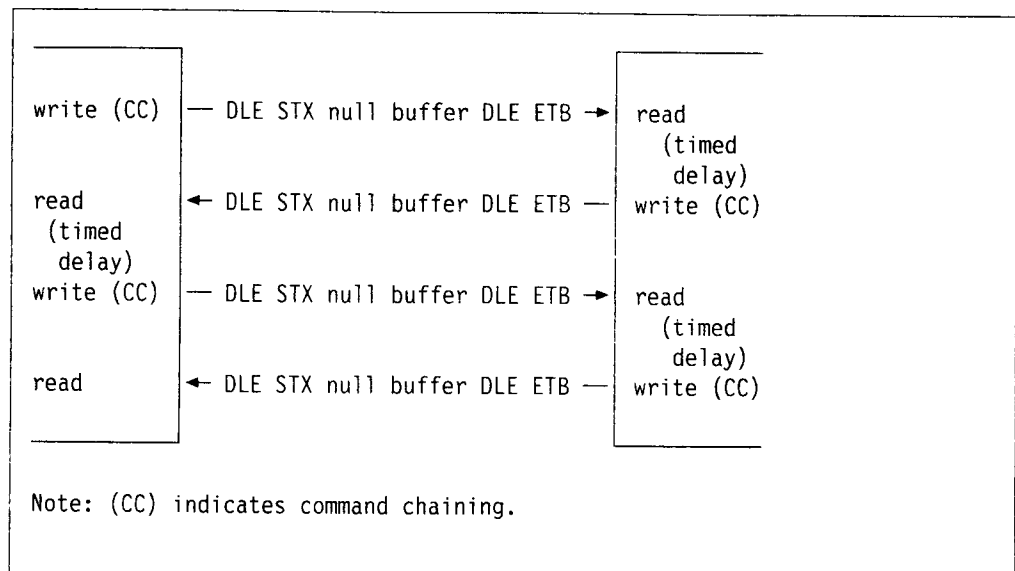 write (CC) — DLE STX null buffer DLE ETB → read
(timed
delay)
read ← DLE STX null buffer DLE ETB — write (CC)
(timed
delay)
write (CC) — DLE STX null buffer DLE ETB → read
(timed
delay)
read ← DLE STX null buffer DLE ETB — write (CC)
Note: (CC) indicates command chaining.